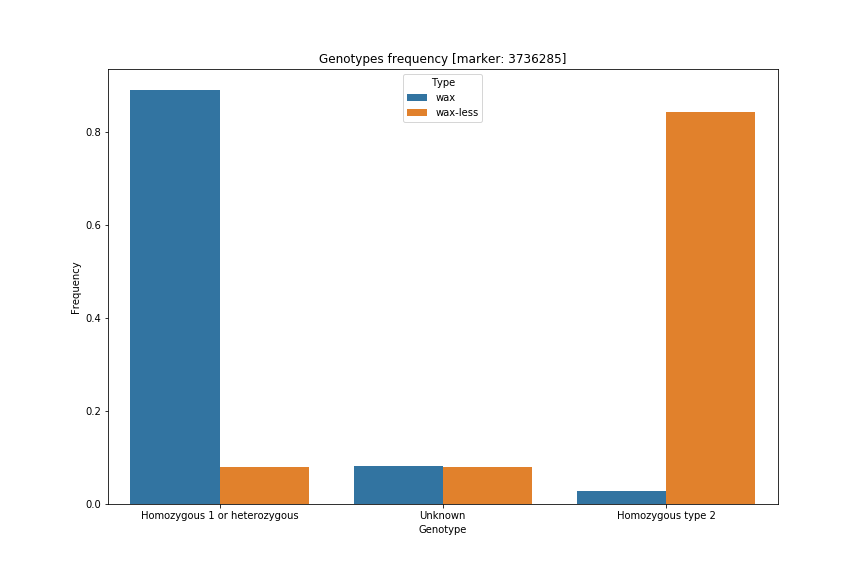 Genotypes frequency [marker: 3736285]
Type
wax
wax-less
Frequency
0.8
0.6
0.4
0.2
0.0
Homozygous 1 or heterozygous
Unknown
Homozygous type 2
Genotype